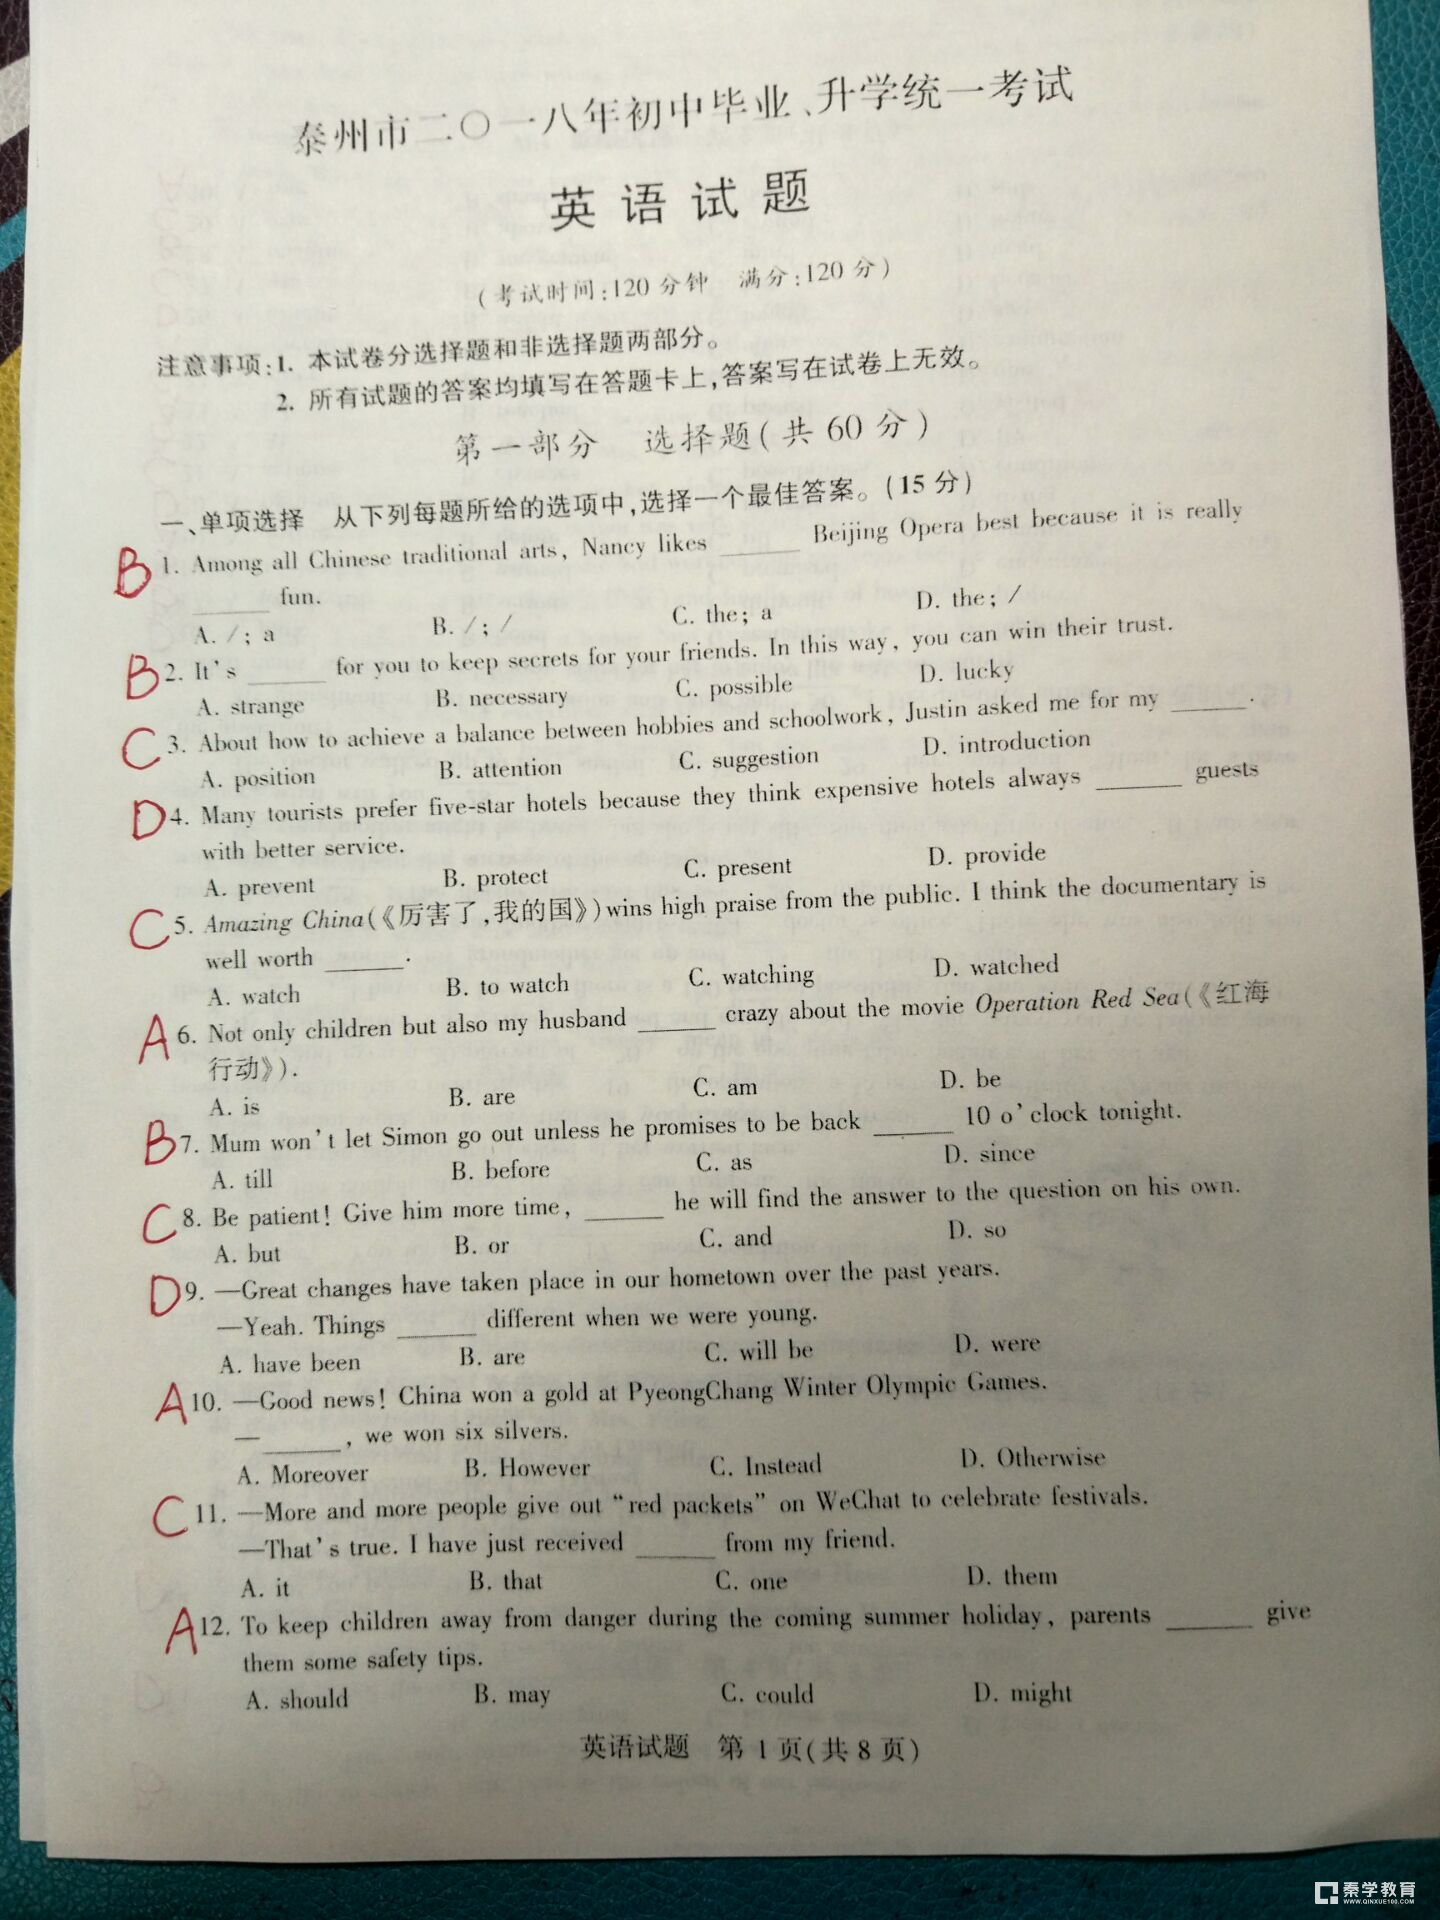 泰州市二〇一八年初中毕业、升学统一考试
英语试题
(考试时间:120分钟 满分:120分)
注意事项:1. 本试卷分选择题和非选择题两部分。
2. 所有试题的答案均填写在答题卡上,答案写在试卷上无效。
第一部分 选择题(共60分)
一、单项选择 从下列每题所给的选项中,选择一个最佳答案。(15分)
B 1. Among all Chinese traditional arts, Nancy likes ______ Beijing Opera best because it is really
______ fun.
A. /; a B. /; / C. the; a D. the; /
B 2. It's ______ for you to keep secrets for your friends. In this way, you can win their trust.
A. strange B. necessary C. possible D. lucky
C 3. About how to achieve a balance between hobbies and schoolwork, Justin asked me for my ______.
A. position B. attention C. suggestion D. introduction
D 4. Many tourists prefer five-star hotels because they think expensive hotels always ______ guests
with better service.
A. prevent B. protect C. present D. provide
C 5. Amazing China(《厉害了,我的国》)wins high praise from the public. I think the documentary is
well worth ______.
A. watch B. to watch C. watching D. watched
A 6. Not only children but also my husband ______ crazy about the movie Operation Red Sea(《红海
行动》).
A. is B. are C. am D. be
B 7. Mum won't let Simon go out unless he promises to be back ______ 10 o'clock tonight.
A. till B. before C. as D. since
C 8. Be patient! Give him more time, ______ he will find the answer to the question on his own.
A. but B. or C. and D. so
D 9. —Great changes have taken place in our hometown over the past years.
—Yeah. Things ______ different when we were young.
A. have been B. are C. will be D. were
A 10. —Good news! China won a gold at PyeongChang Winter Olympic Games.
—______, we won six silvers.
A. Moreover B. However C. Instead D. Otherwise
C 11. —More and more people give out "red packets" on WeChat to celebrate festivals.
—That's true. I have just received ______ from my friend.
A. it B. that C. one D. them
A 12. To keep children away from danger during the coming summer holiday, parents ______ give
them some safety tips.
A. should B. may C. could D. might
英语试题 第1页(共8页)
秦学教育
WWW.QINXUE100.COM